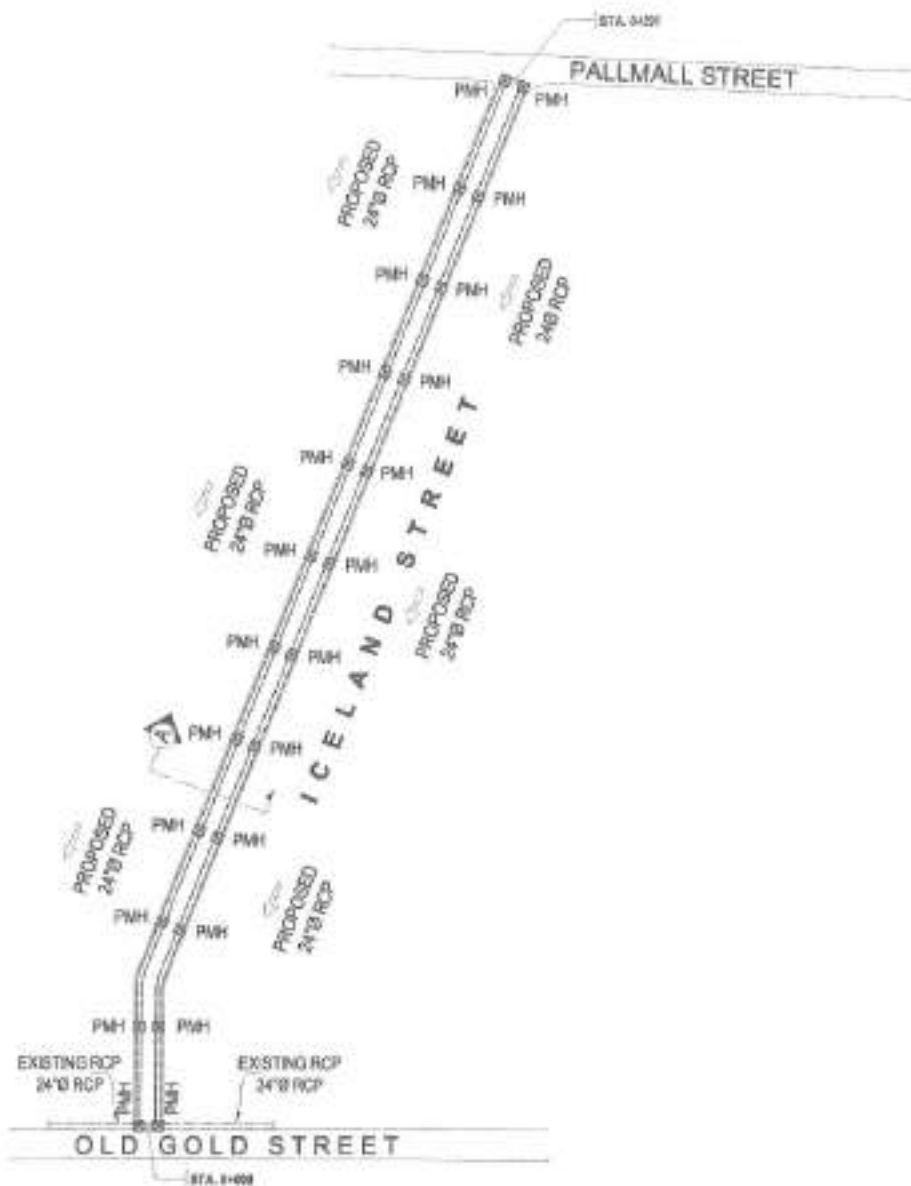 PALLMALL STREET
PMH
PMH
PROPOSED
24"Ø RCP
PMH
PMH
PMH
PMH
PROPOSED
24Ø RCP
PMH
PMH
PMH
PMH
PROPOSED
24"Ø RCP
PMH
PMH
ICELAND STREET
PROPOSED
24"Ø RCP
PMH
PMH
A
PMH
PMH
PMH
PMH
PROPOSED
24"Ø RCP
PROPOSED
24"Ø RCP
PMH
PMH
PMH
PMH
EXISTING RCP
24"Ø RCP
EXISTING RCP
24"Ø RCP
PMH
PMH
OLD GOLD STREET